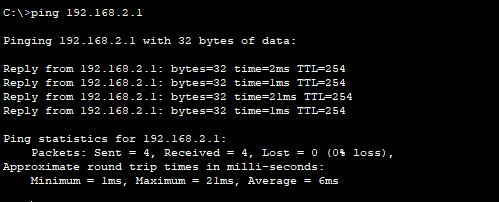 C:\>ping 192.168.2.1
Pinging 192.168.2.1 with 32 bytes of data:
Reply from 192.168.2.1: bytes=32 time=2ms TTL=254
Reply from 192.168.2.1: bytes=32 time=1ms TTL=254
Reply from 192.168.2.1: bytes=32 time=21ms TTL=254
Reply from 192.168.2.1: bytes=32 time=1ms TTL=254
Ping statistics for 192.168.2.1:
Packets: Sent = 4, Received = 4, Lost = 0 (0% loss),
Approximate round trip times in milli-seconds:
Minimum = 1ms, Maximum = 21ms, Average = 6ms